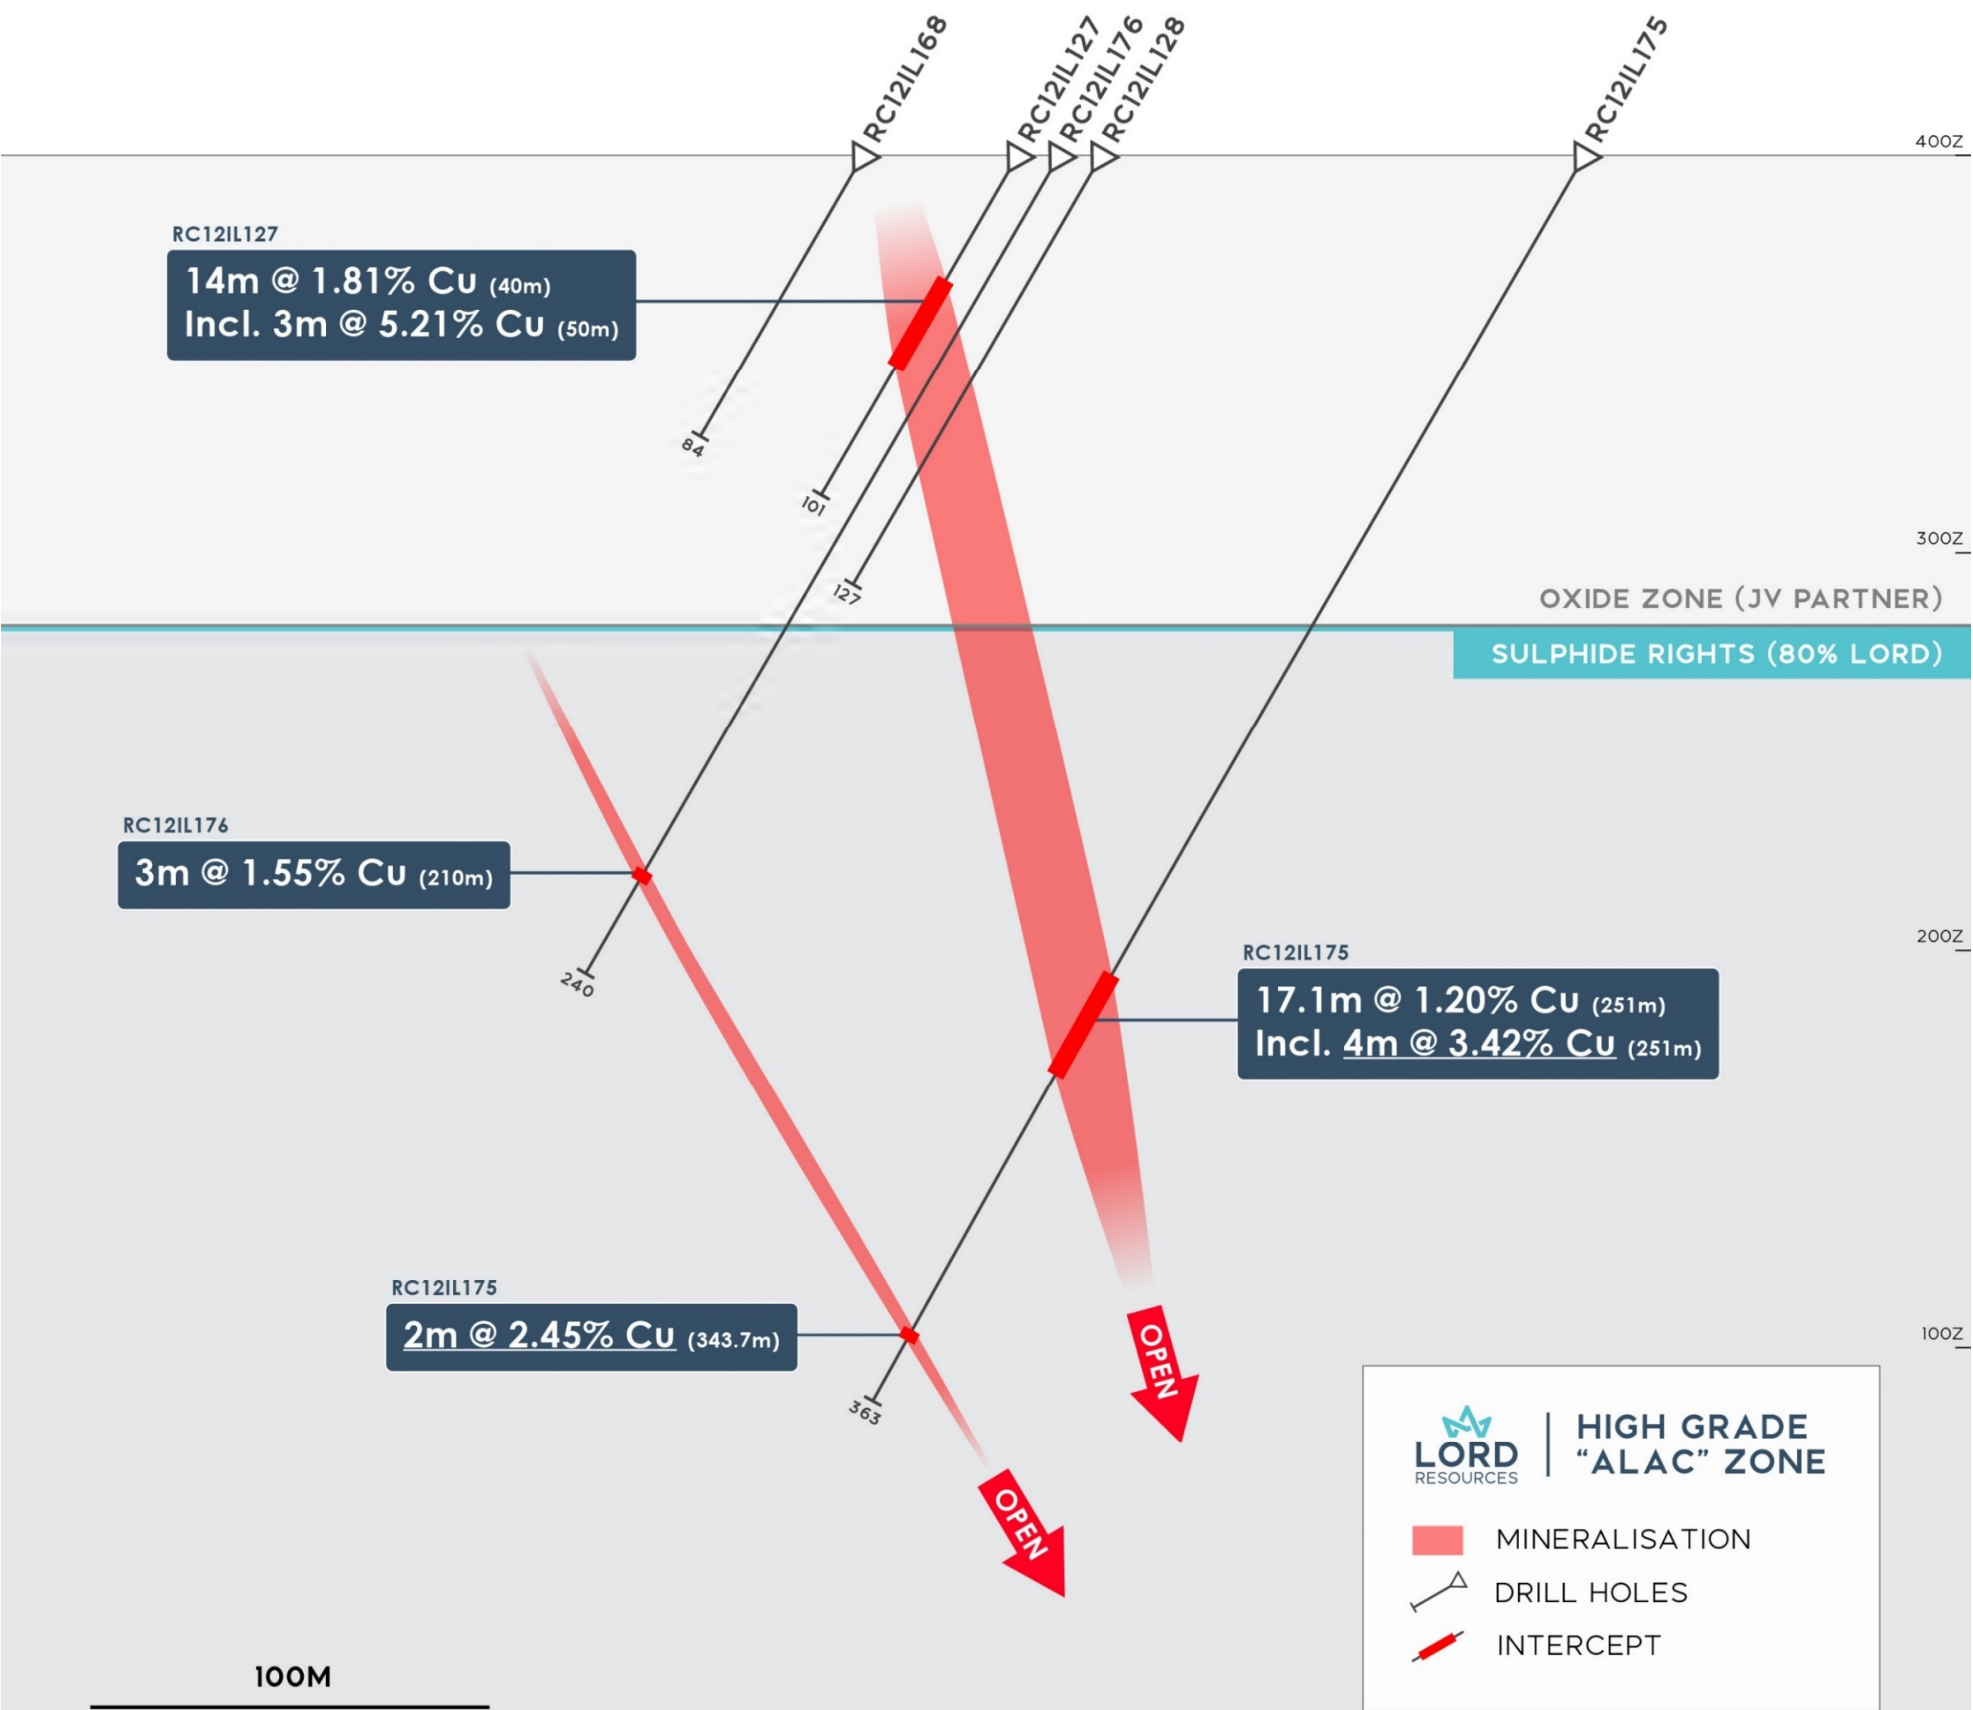 RC12IL168
RC12IL127
RC12IL176
RC12IL128
RC12IL175
400Z
RC12IL127
14m @ 1.81% Cu (40m)
Incl. 3m @ 5.21% Cu (50m)
84
101
300Z
127
OXIDE ZONE (JV PARTNER)
SULPHIDE RIGHTS (80% LORD)
RC12IL176
3m @ 1.55% Cu (210m)
240
200Z
RC12IL175
17.1m @ 1.20% Cu (251m)
Incl. 4m @ 3.42% Cu (251m)
RC12IL175
2m @ 2.45% Cu (343.7m)
363
100Z
OPEN
OPEN
LORD
RESOURCES
HIGH GRADE
“ALAC” ZONE
MINERALISATION
DRILL HOLES
INTERCEPT
100M